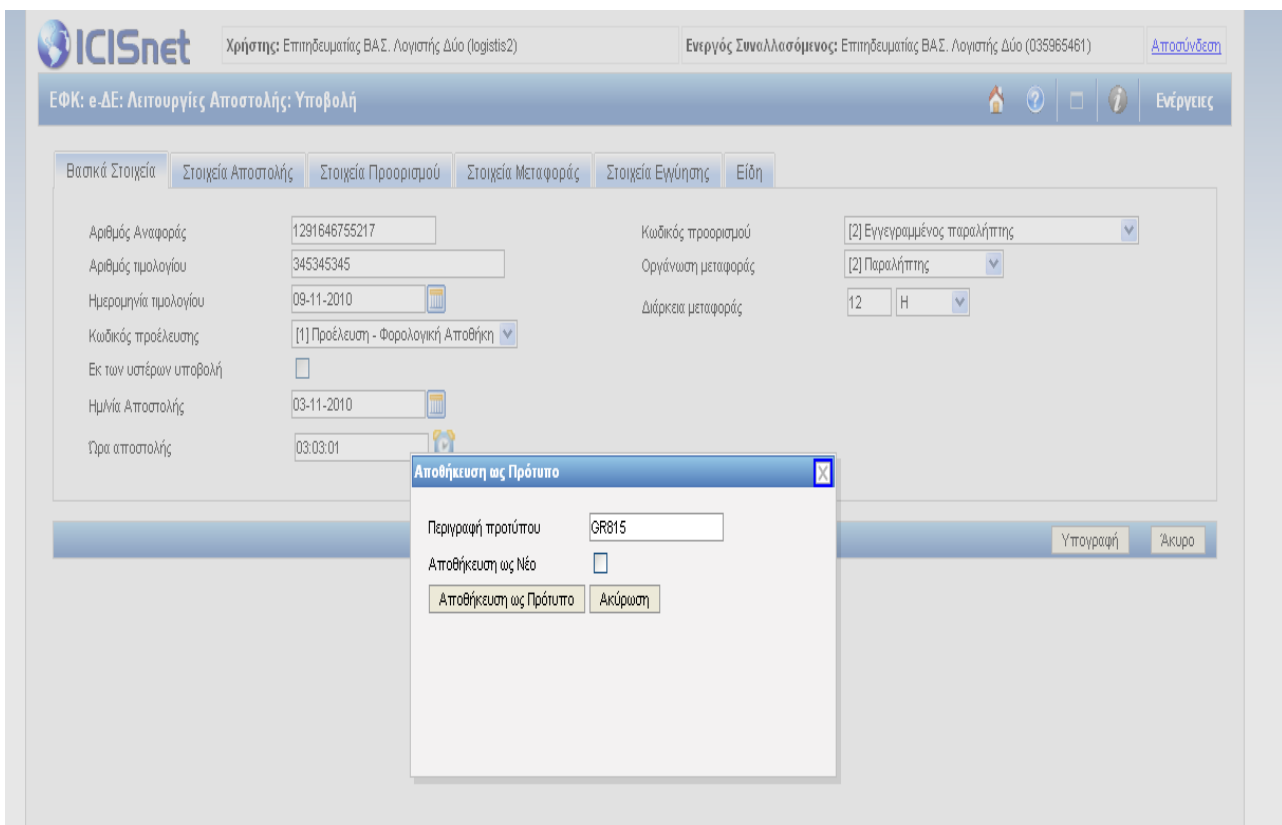 ICISnet
Χρήστης: Επιτηδευματίας ΒΑΣ. Λογιστής Δύο (logistis2)
Ενεργός Συναλλασόμενος: Επιτηδευματίας ΒΑΣ. Λογιστής Δύο (035965461)
Αποσύνδεση
ΕΦΚ: e-ΔΕ: Λειτουργίες Αποστολής: Υποβολή
Ενέργειες
Βασικά Στοιχεία Στοιχεία Αποστολής Στοιχεία Προορισμού Στοιχεία Μεταφοράς Στοιχεία Εγγύησης Είδη
Αριθμός Αναφοράς 1291646755217
Κωδικός προορισμού [2] Εγγεγραμμένος παραλήπτης
Αριθμός τιμολογίου 345345345
Οργάνωση μεταφοράς [2] Παραλήπτης
Ημερομηνία τιμολογίου 09-11-2010
Διάρκεια μεταφοράς 12 H
Κωδικός προέλευσης [1] Προέλευση - Φορολογική Αποθήκη
Εκ των υστέρων υποβολή
Ημ/νία Αποστολής 03-11-2010
Ώρα αποστολής 03:03:01
Αποθήκευση ως Πρότυπο
Περιγραφή προτύπου GR815
Αποθήκευση ως Νέο
Αποθήκευση ως Πρότυπο Ακύρωση
Υπογραφή Άκυρο